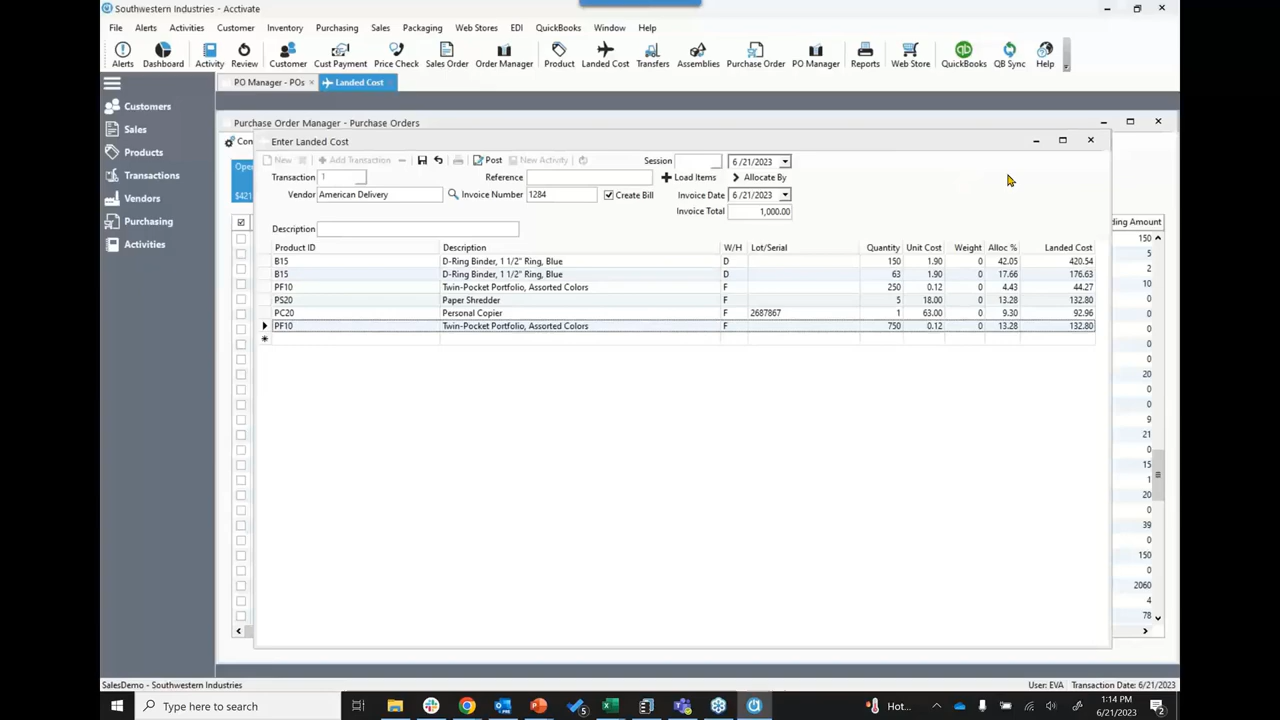 Southwestern Industries - Acctivate
File Alerts Activities Customer Inventory Purchasing Sales Packaging Web Stores EDI QuickBooks Window Help
Alerts Dashboard Activity Review Customer Cust Payment Price Check Sales Order Order Manager Product Landed Cost Transfers Assemblies Purchase Order PO Manager Reports Web Store QuickBooks QB Sync Help
PO Manager - POs Landed Cost
Customers
Sales
Products
Transactions
Vendors
Purchasing
Activities
Purchase Order Manager - Purchase Orders
Con
Ope
$421
Enter Landed Cost
New Add Transaction Post New Activity Session 6 /21/2023
Transaction 1 Reference Load Items Allocate By
Vendor American Delivery Invoice Number 1284 Create Bill Invoice Date 6 /21/2023
Invoice Total 1,000.00
Description
Product ID Description W/H Lot/Serial Quantity Unit Cost Weight Alloc % Landed Cost
B15 D-Ring Binder, 1 1/2" Ring, Blue D 150 1.90 0 42.05 420.54
B15 D-Ring Binder, 1 1/2" Ring, Blue D 63 1.90 0 17.66 176.63
PF10 Twin-Pocket Portfolio, Assorted Colors F 250 0.12 0 4.43 44.27
PS20 Paper Shredder F 5 18.00 0 13.28 132.80
PC20 Personal Copier F 2687867 1 63.00 0 9.30 92.96
PF10 Twin-Pocket Portfolio, Assorted Colors F 750 0.12 0 13.28 132.80
ding Amount
150
5
2
10
0
0
0
0
0
20
0
0
9
21
0
15
1
20
0
39
0
150
0
2060
4
78
SalesDemo - Southwestern Industries User: EVA Transaction Date: 6/21/2023
Type here to search
5
Hot...
1:14 PM
6/21/2023
2